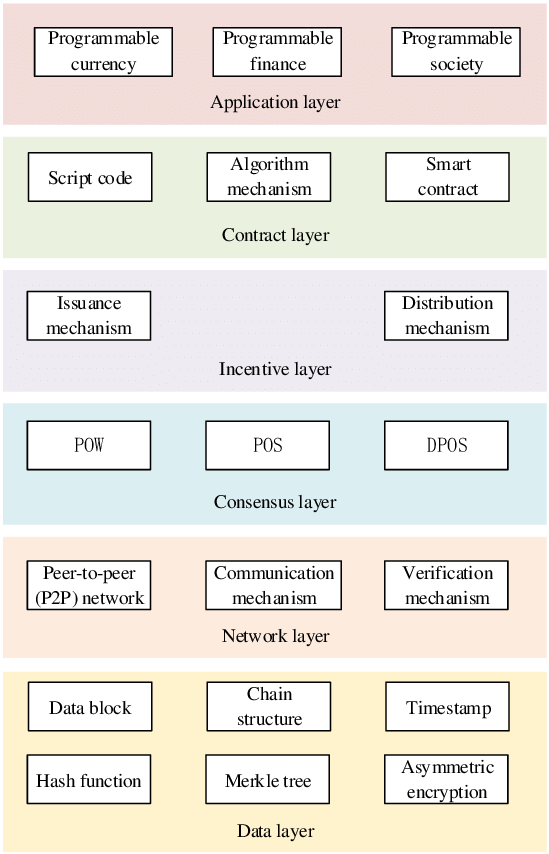 Programmable
currency
Programmable
finance
Programmable
society
Application layer
Script code
Algorithm
mechanism
Smart
contract
Contract layer
Issuance
mechanism
Distribution
mechanism
Incentive layer
POW
POS
DPOS
Consensus layer
Peer-to-peer
(P2P) network
Communication
mechanism
Verification
mechanism
Network layer
Data block
Chain
structure
Timestamp
Hash function
Merkle tree
Asymmetric
encryption
Data layer